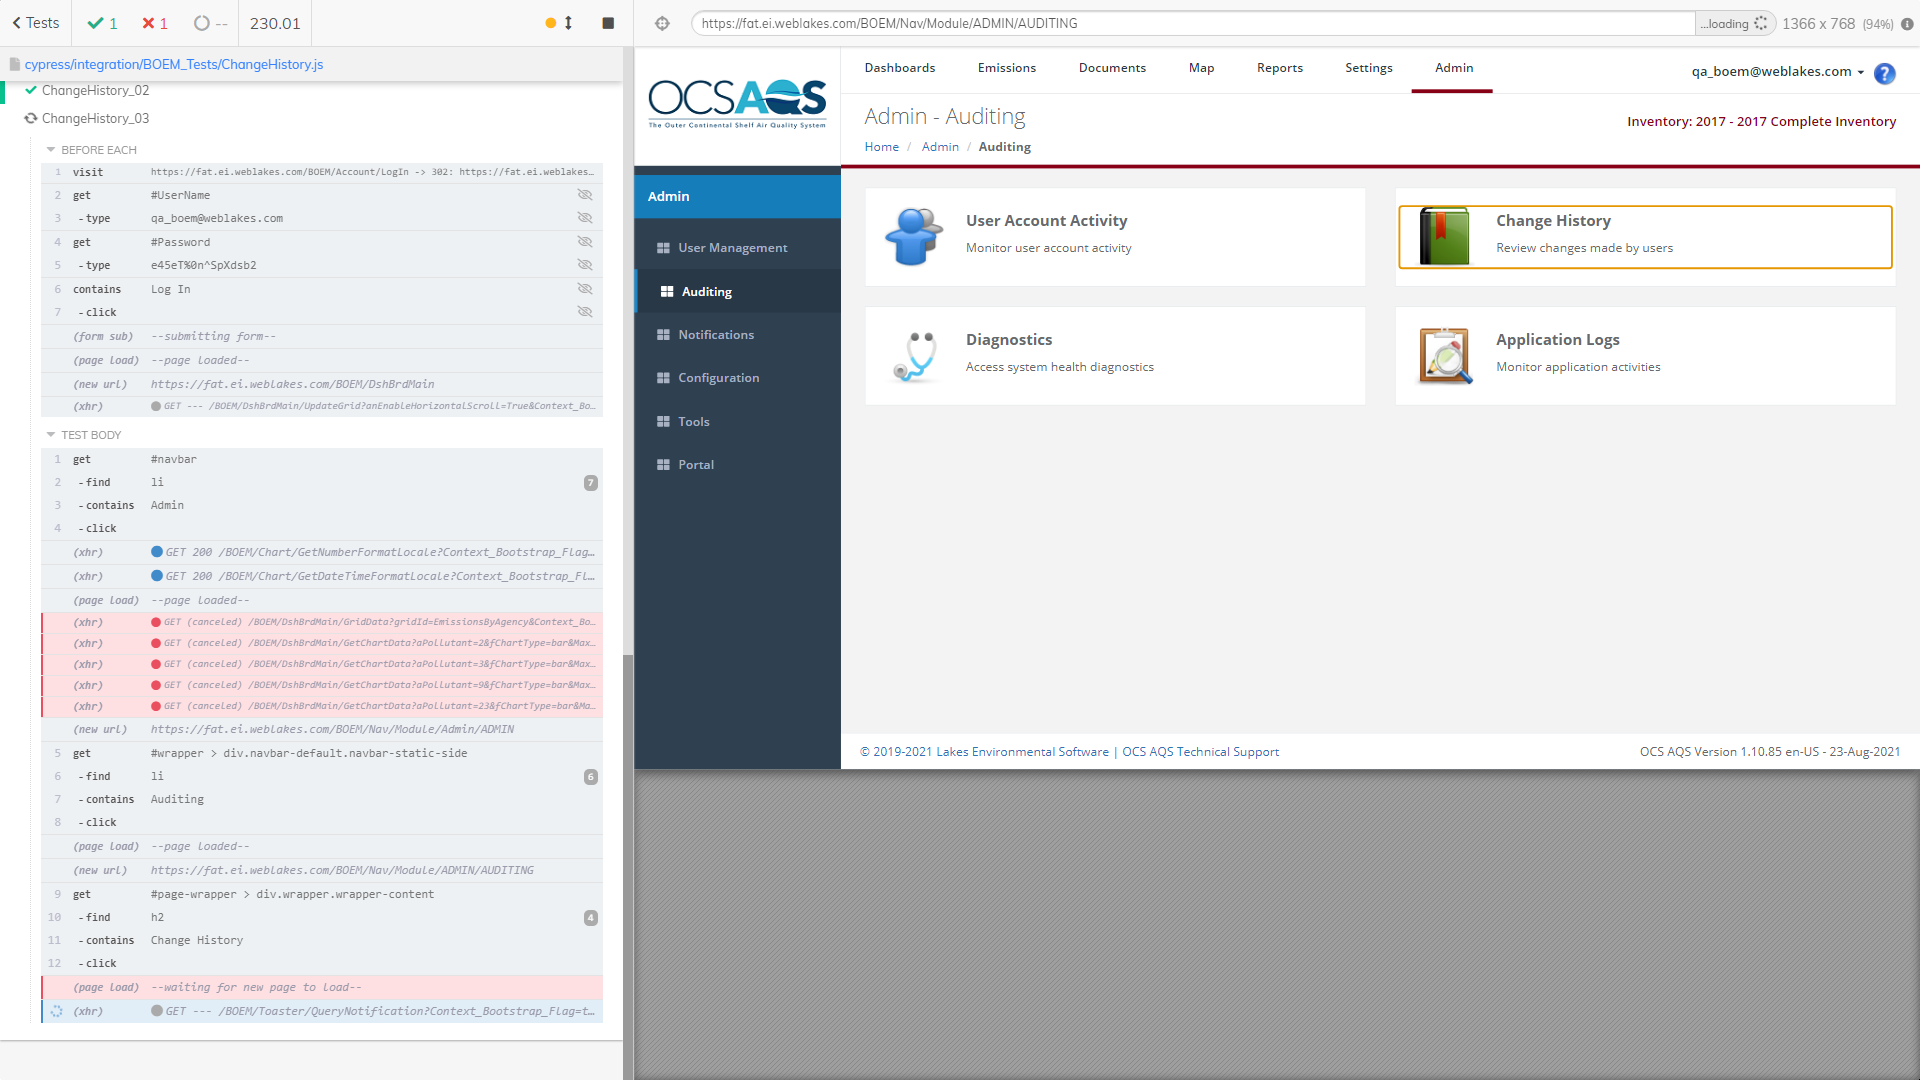 Tests
1
1
--
230.01
https://fat.ei.weblakes.com/BOEM/Nav/Module/ADMIN/AUDITING
...loading
1366 x 768 (94%)
cypress/integration/BOEM_Tests/ChangeHistory.js
ChangeHistory_02
ChangeHistory_03
BEFORE EACH
1 visit https://fat.ei.weblakes.com/BOEM/Account/LogIn -> 302: https://fat.ei.weblakes...
2 get #UserName
3 -type qa_boem@weblakes.com
4 get #Password
5 -type e45eT%0n^SpXdsb2
6 contains Log In
7 -click
(form sub) --submitting form--
(page load) --page loaded--
(new url) https://fat.ei.weblakes.com/BOEM/DshBrdMain
(xhr) GET --- /BOEM/DshBrdMain/UpdateGrid?anEnableHorizontalScroll=True&Context_Bo...
TEST BODY
1 get #navbar
2 -find li 7
3 -contains Admin
4 -click
(xhr) GET 200 /BOEM/Chart/GetNumberFormatLocale?Context_Bootstrap_Flag...
(xhr) GET 200 /BOEM/Chart/GetDateTimeFormatLocale?Context_Bootstrap_Fl...
(page load) --page loaded--
(xhr) GET (canceled) /BOEM/DshBrdMain/GridData?gridId=EmissionsByAgency&Context_Bo...
(xhr) GET (canceled) /BOEM/DshBrdMain/GetChartData?aPollutant=2&fChartType=bar&Max...
(xhr) GET (canceled) /BOEM/DshBrdMain/GetChartData?aPollutant=3&fChartType=bar&Max...
(xhr) GET (canceled) /BOEM/DshBrdMain/GetChartData?aPollutant=9&fChartType=bar&Max...
(xhr) GET (canceled) /BOEM/DshBrdMain/GetChartData?aPollutant=23&fChartType=bar&Ma...
(new url) https://fat.ei.weblakes.com/BOEM/Nav/Module/Admin/ADMIN
5 get #wrapper > div.navbar-default.navbar-static-side
6 -find li 6
7 -contains Auditing
8 -click
(page load) --page loaded--
(new url) https://fat.ei.weblakes.com/BOEM/Nav/Module/ADMIN/AUDITING
9 get #page-wrapper > div.wrapper.wrapper-content
10 -find h2 4
11 -contains Change History
12 -click
(page load) --waiting for new page to load--
(xhr) GET --- /BOEM/Toaster/QueryNotification?Context_Bootstrap_Flag=t...
OCSAQS
The Outer Continental Shelf Air Quality System
Dashboards Emissions Documents Map Reports Settings Admin
qa_boem@weblakes.com ?
Admin - Auditing
Inventory: 2017 - 2017 Complete Inventory
Home / Admin / Auditing
Admin
User Management
Auditing
Notifications
Configuration
Tools
Portal
User Account Activity
Monitor user account activity
Change History
Review changes made by users
Diagnostics
Access system health diagnostics
Application Logs
Monitor application activities
© 2019-2021 Lakes Environmental Software | OCS AQS Technical Support
OCS AQS Version 1.10.85 en-US - 23-Aug-2021